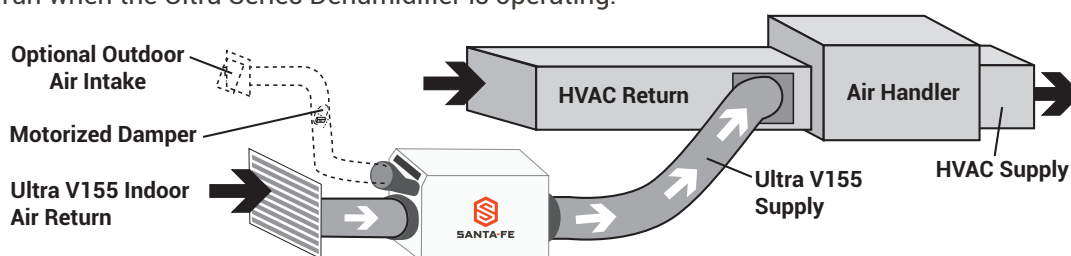 run when the Ultra Series Dehumidifier is operating.
Optional Outdoor
Air Intake
Motorized Damper
Ultra V155 Indoor
Air Return
HVAC Return
Air Handler
HVAC Supply
Ultra V155
Supply
SANTA-FE